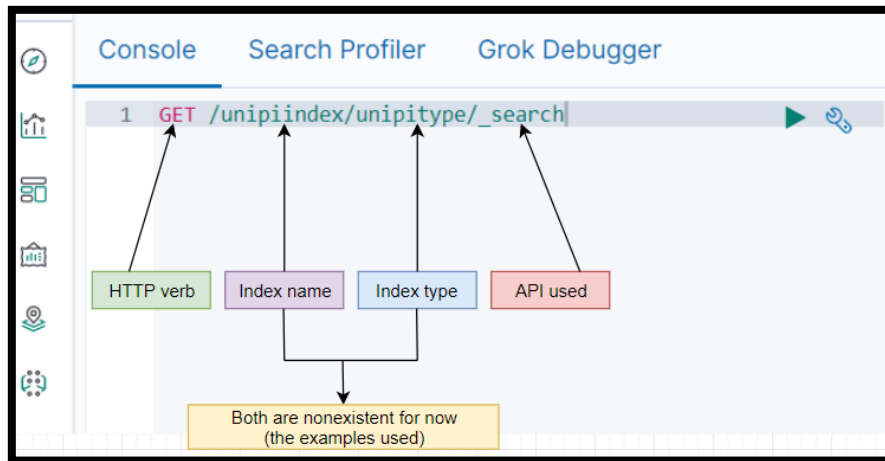 Console Search Profiler Grok Debugger
1 GET /unipiindex/unipitype/_search
HTTP verb Index name Index type API used
Both are nonexistent for now
(the examples used)